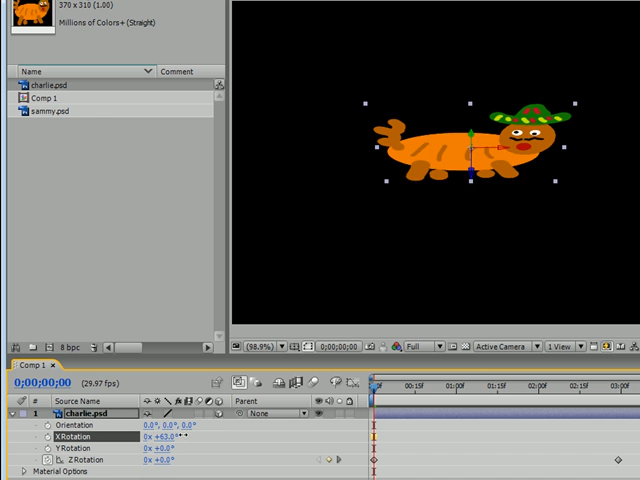 370 x 310 (1.00)
Millions of Colors+ (Straight)
Name Comment
charlie.psd
Comp 1
sammy.psd
8 bpc
(98.9%) 0;00;00;00 Full Active Camera 1 View
Comp 1 ×
0;00;00;00 (29.97 fps)
00:15f 01:00f 01:15f 02:00f 02:15f 03:00f
# Source Name Parent
1 charlie.psd None
Orientation 0.0°, 0.0°, 0.0°
X Rotation 0x +63.0°
Y Rotation 0x +0.0°
Z Rotation 0x +0.0°
Material Options